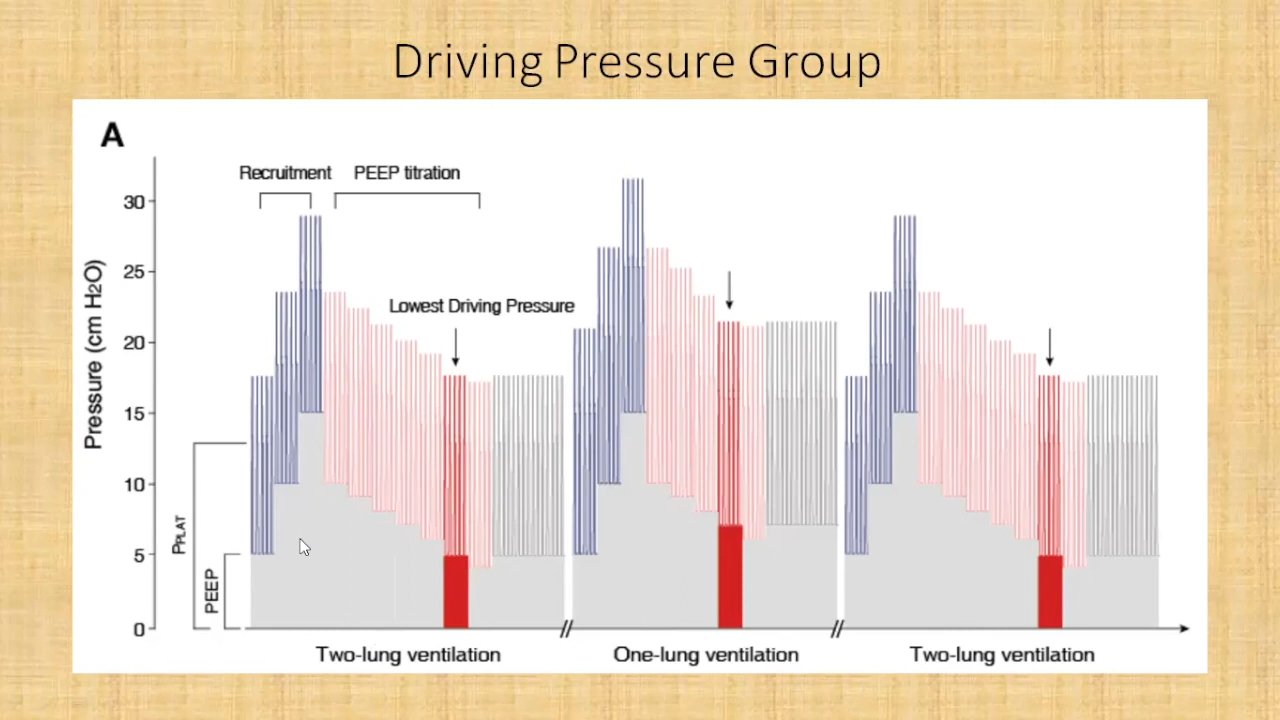 Driving Pressure Group
A
Recruitment PEEP titration
30
25
Lowest Driving Pressure
20
15
10
5
0
Pressure (cm H2O)
PPLAT
PEEP
Two-lung ventilation
One-lung ventilation
Two-lung ventilation